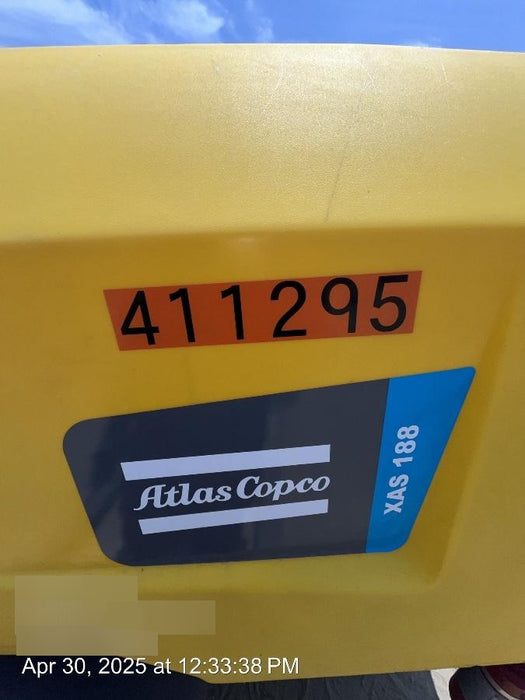 411295
Atlas Copco
XAS 188
Apr 30, 2025 at 12:33:38 PM